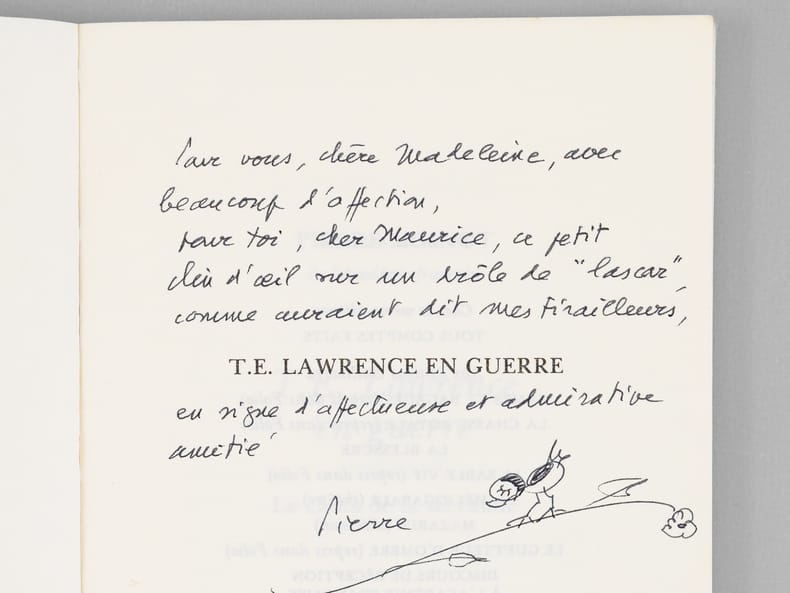 Pour vous, chère Madeleine, avec
beaucoup d'affection,
pour toi, cher Maurice, ce petit
clin d'œil sur un drôle de "lascar",
comme auraient dit mes tirailleurs,
T.E. LAWRENCE EN GUERRE
en signe d'affectueuse et admirative
amitié
Pierre